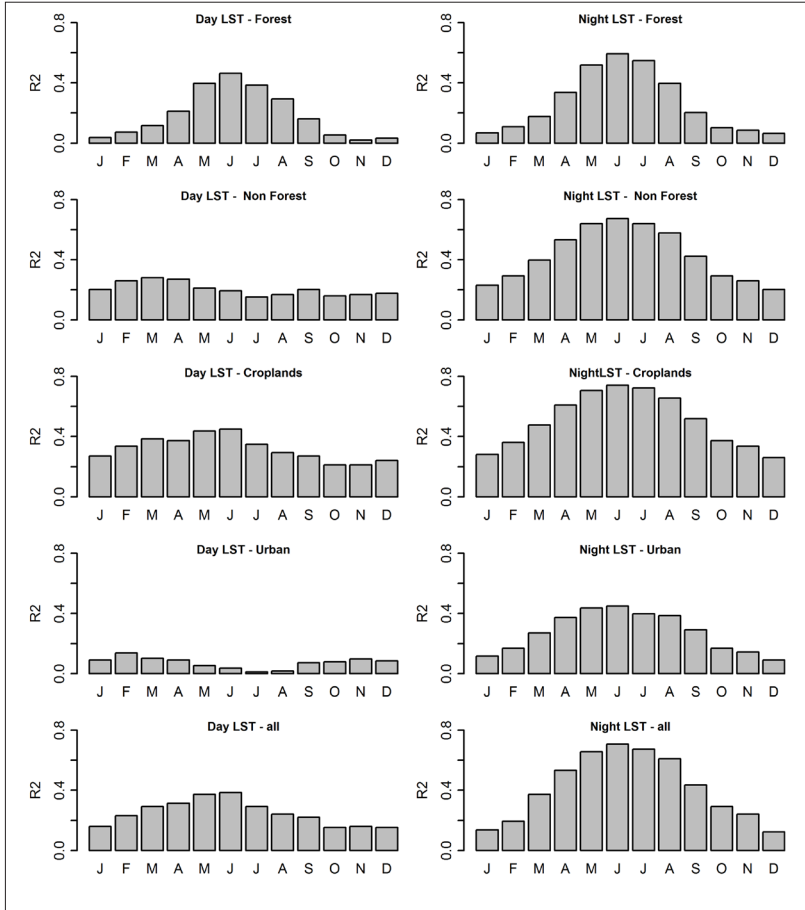 Day LST - Forest
R2
0.0 0.4 0.8
J F M A M J J A S O N D
Night LST - Forest
R2
0.0 0.4 0.8
J F M A M J J A S O N D
Day LST - Non Forest
R2
0.0 0.4 0.8
J F M A M J J A S O N D
Night LST - Non Forest
R2
0.0 0.4 0.8
J F M A M J J A S O N D
Day LST - Croplands
R2
0.0 0.4 0.8
J F M A M J J A S O N D
NightLST - Croplands
R2
0.0 0.4 0.8
J F M A M J J A S O N D
Day LST - Urban
R2
0.0 0.4 0.8
J F M A M J J A S O N D
Night LST - Urban
R2
0.0 0.4 0.8
J F M A M J J A S O N D
Day LST - all
R2
0.0 0.4 0.8
J F M A M J J A S O N D
Night LST - all
R2
0.0 0.4 0.8
J F M A M J J A S O N D